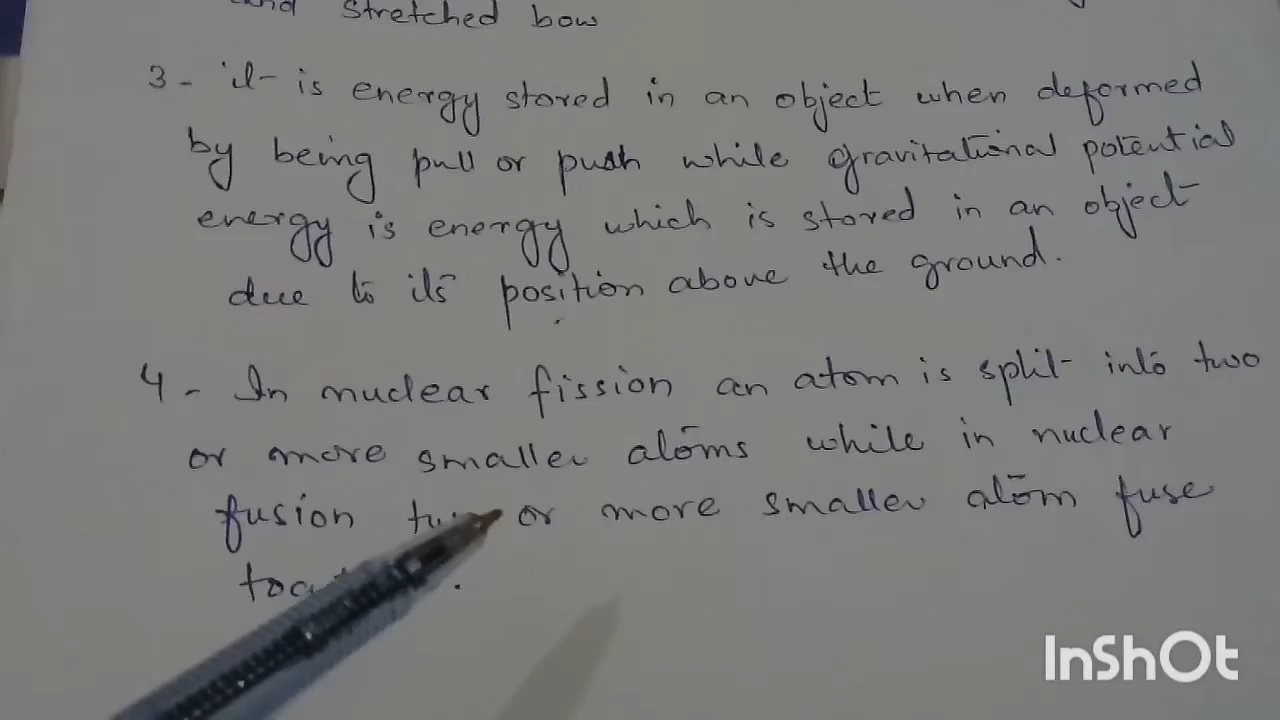 and stretched bow
3 - it is energy stored in an object when deformed
by being pull or push while gravitational potential
energy is energy which is stored in an object
due to its position above the ground.
4 - In nuclear fission an atom is split into two
or more smaller atoms while in nuclear
fusion or more smaller atom fuse
InShOt